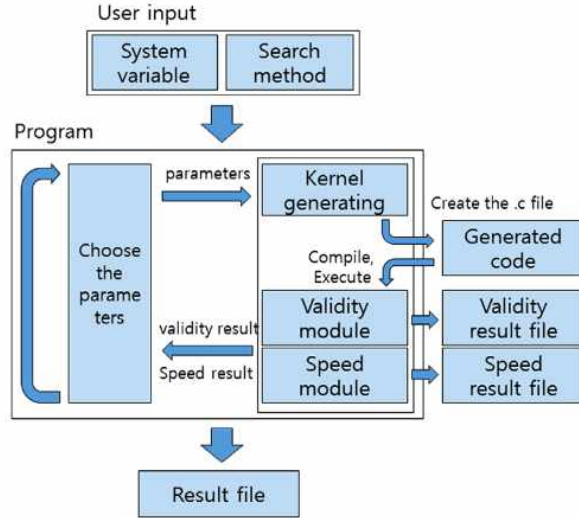 User input
System
variable
Search
method
Program
parameters
Kernel
generating
Create the .c file
Generated
code
Choose
the
parame
ters
Compile,
Execute
validity result
Speed result
Validity
module
Validity
result file
Speed
module
Speed
result file
Result file